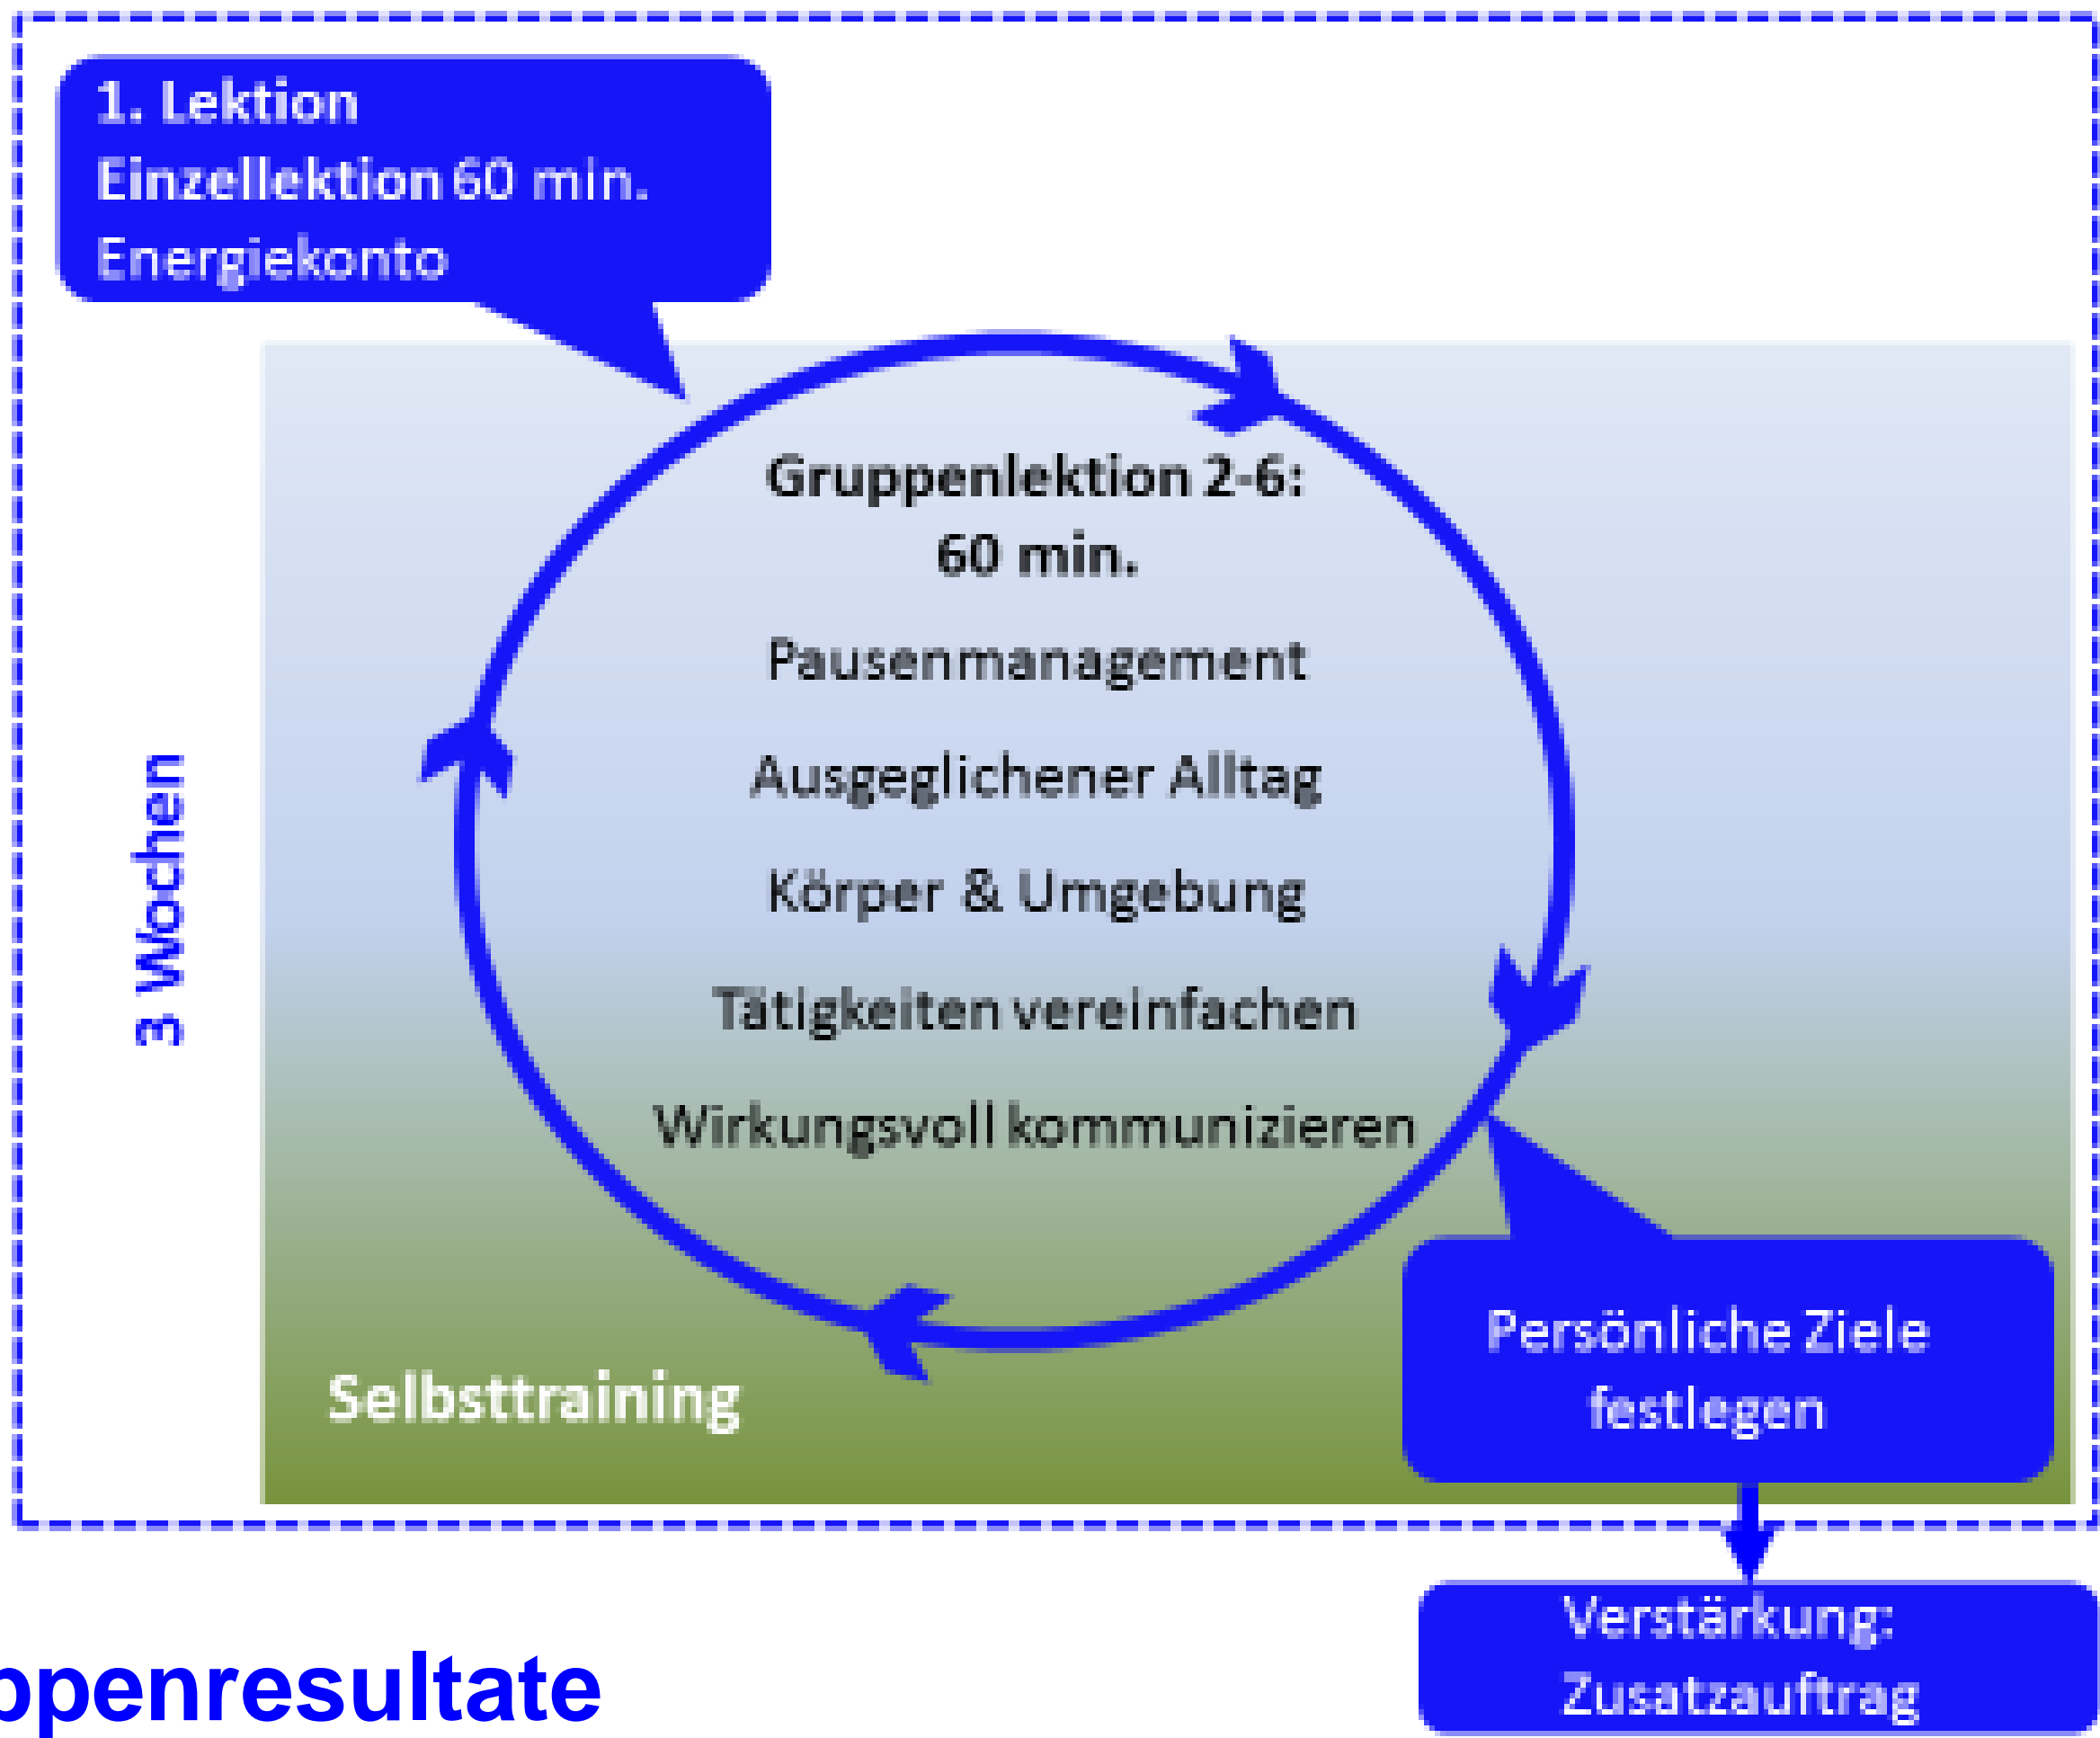 1. Lektion
Einzellektion 60 min.
Energiekonto
Gruppenlektion 2-6:
60 min.
Pausenmanagement
Ausgeglichener Alltag
Körper & Umgebung
Tätigkeiten vereinfachen
Wirkungsvoll kommunizieren
3 Wochen
Persönliche Ziele
festlegen
Selbsttraining
Verstärkung:
Zusatzauftrag
ppenresultate